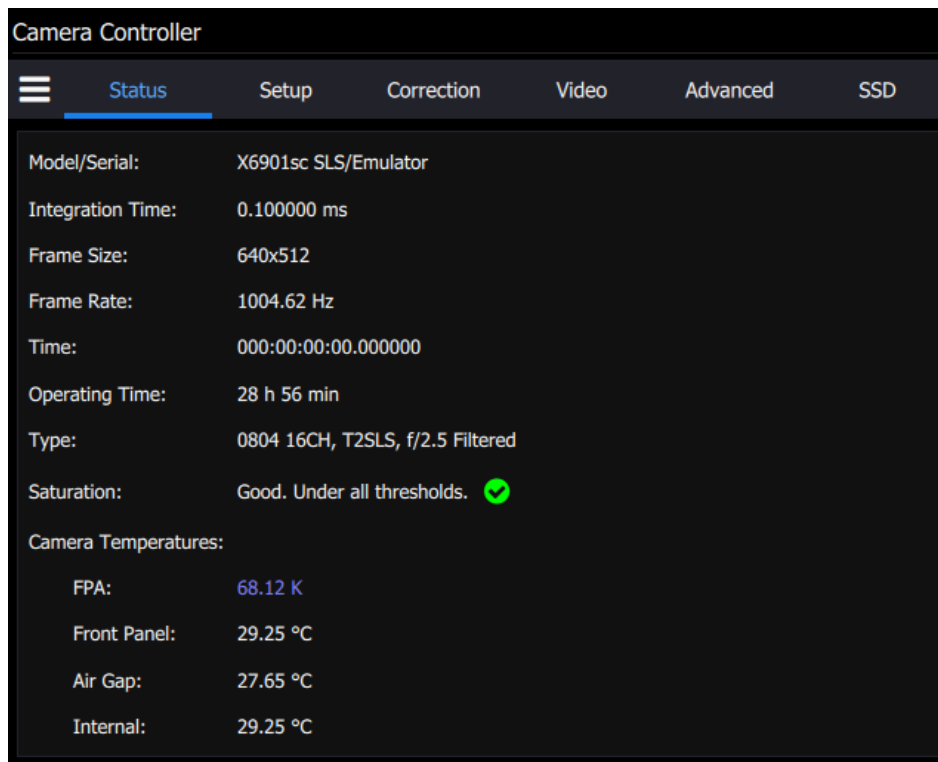 Camera Controller
Status Setup Correction Video Advanced SSD
Model/Serial: X6901sc SLS/Emulator
Integration Time: 0.100000 ms
Frame Size: 640x512
Frame Rate: 1004.62 Hz
Time: 000:00:00:00.000000
Operating Time: 28 h 56 min
Type: 0804 16CH, T2SLS, f/2.5 Filtered
Saturation: Good. Under all thresholds.
Camera Temperatures:
FPA: 68.12 K
Front Panel: 29.25 °C
Air Gap: 27.65 °C
Internal: 29.25 °C